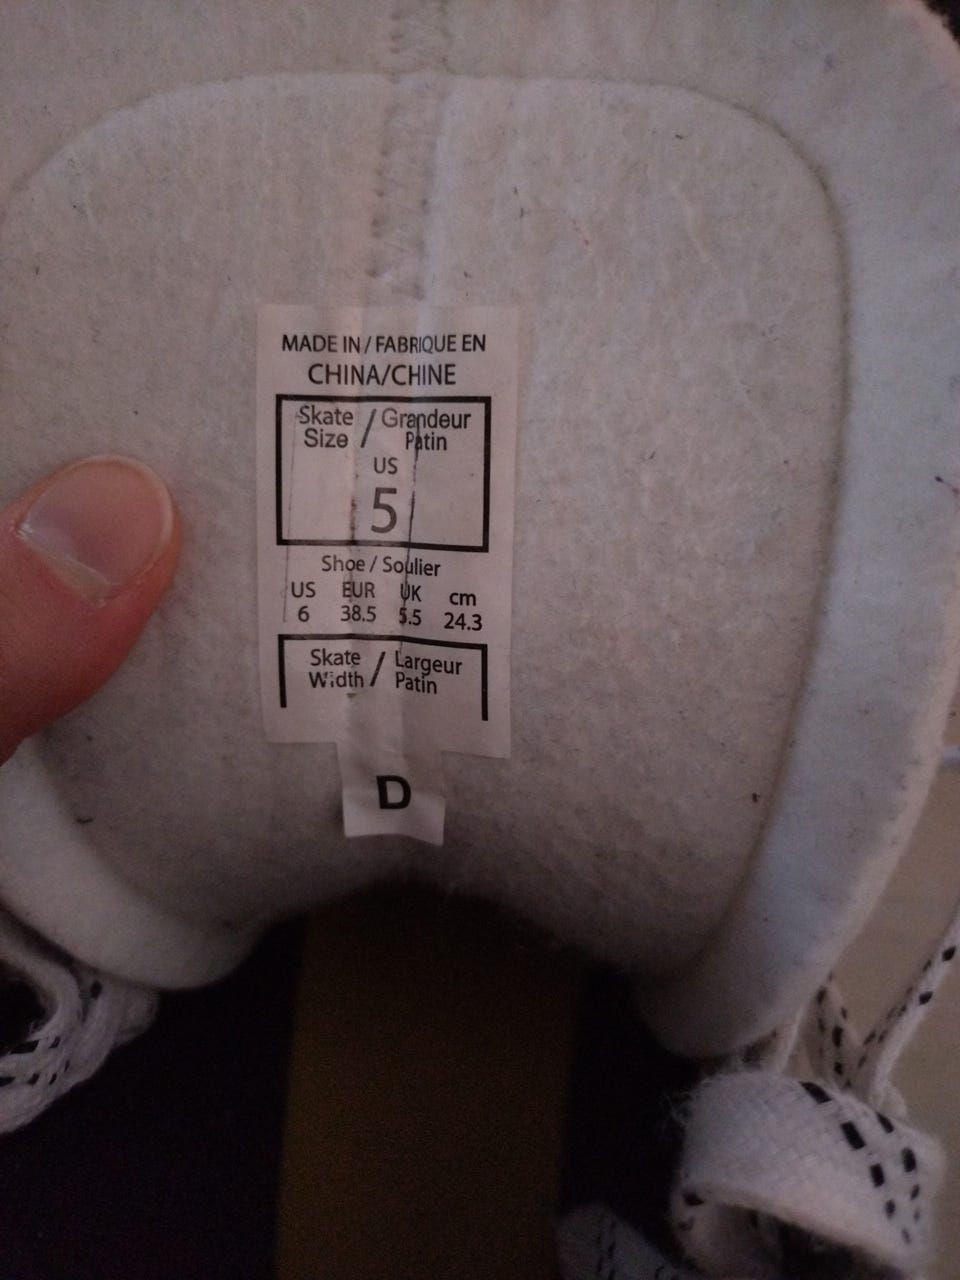 MADE IN / FABRIQUE EN
CHINA/CHINE
Skate / Grandeur
Size Patin
US
5
Shoe / Soulier
US EUR UK cm
6 38.5 5.5 24.3
Skate / Largeur
Width Patin
D